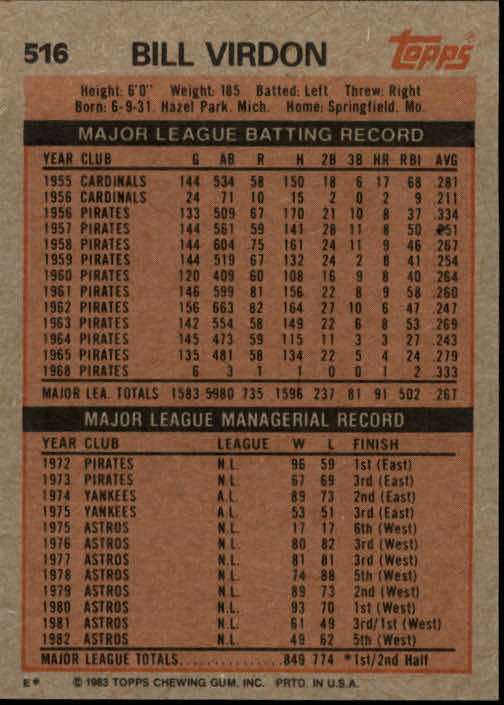 516 BILL VIRDON Topps
Height: 6'0" Weight: 185 Batted: Left Threw: Right
Born: 6-9-31. Hazel Park. Mich. Home: Springfield. Mo.
MAJOR LEAGUE BATTING RECORD
YEAR CLUB G AB R H 2B 3B HR RBI AVG
1955 CARDINALS 144 534 58 150 18 6 17 68 .281
1956 CARDINALS 24 71 10 15 2 0 2 9 .211
1956 PIRATES 133 509 67 170 21 10 8 37 .334
1957 PIRATES 144 561 59 141 28 11 8 50 51
1958 PIRATES 144 604 75 161 24 11 9 46 .267
1959 PIRATES 144 519 67 132 24 2 8 41 .254
1960 PIRATES 120 409 60 108 16 9 8 40 .264
1961 PIRATES 146 599 81 156 22 8 9 58 .260
1962 PIRATES 156 663 82 164 27 10 6 47 .247
1963 PIRATES 142 554 58 149 22 6 8 53 .269
1964 PIRATES 145 473 59 115 11 3 3 27 .243
1965 PIRATES 135 481 58 134 22 5 4 24 .279
1968 PIRATES 6 3 1 1 0 0 1 2 .333
MAJOR LEA. TOTALS 1583 5980 735 1596 237 81 91 502 .267
MAJOR LEAGUE MANAGERIAL RECORD
YEAR CLUB LEAGUE W L FINISH
1972 PIRATES N.L. 96 59 1st (East)
1973 PIRATES N.L. 67 69 3rd (East)
1974 YANKEES A.L. 89 73 2nd (East)
1975 YANKEES A.L. 53 51 3rd (East)
1975 ASTROS N.L. 17 17 6th (West)
1976 ASTROS N.L. 80 82 3rd (West)
1977 ASTROS N.L. 81 81 3rd (West)
1978 ASTROS N.L. 74 88 5th (West)
1979 ASTROS N.L. 89 73 2nd (West)
1980 ASTROS N.L. 93 70 1st (West)
1981 ASTROS N.L. 61 49 3rd/1st (West)
1982 ASTROS N.L. 49 62 5th (West)
MAJOR LEAGUE TOTALS............... 849 774 *1st/2nd Half
E* © 1983 TOPPS CHEWING GUM, INC. PRTD. IN U.S.A.